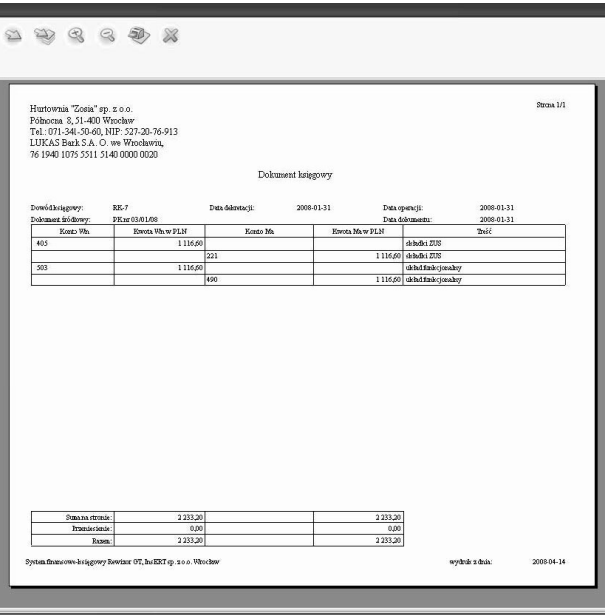 Hurtownia "Zosia" sp. z o.o.
Strona 1/1
Północna 8, 51-400 Wrocław
Tel.: 071-341-50-60, NIP: 527-20-76-913
LUKAS Bank S.A. O. we Wrocławiu,
76 1940 1075 5511 5140 0000 0020
Dokument księgowy
Dowód księgowy: RK-7 Data dekretacji: 2008-01-31 Data operacji: 2008-01-31
Dokument źródłowy: PK nr 03/01/08 Data dokumentu: 2008-01-31
Konto Wn Kwota Wn w PLN Konto Ma Kwota Ma w PLN Treść
405 1 116,60 składki ZUS
221 1 116,60 składki ZUS
503 1 116,60 układ funkcjonalny
490 1 116,60 układ funkcjonalny
Suma na stronie: 2 233,20 2 233,20
Przeniesienie: 0,00 0,00
Razem: 2 233,20 2 233,20
System finansowo-księgowy Rewizor GT, InsERT sp. z o.o. Wrocław wydruk z dnia: 2008-04-14